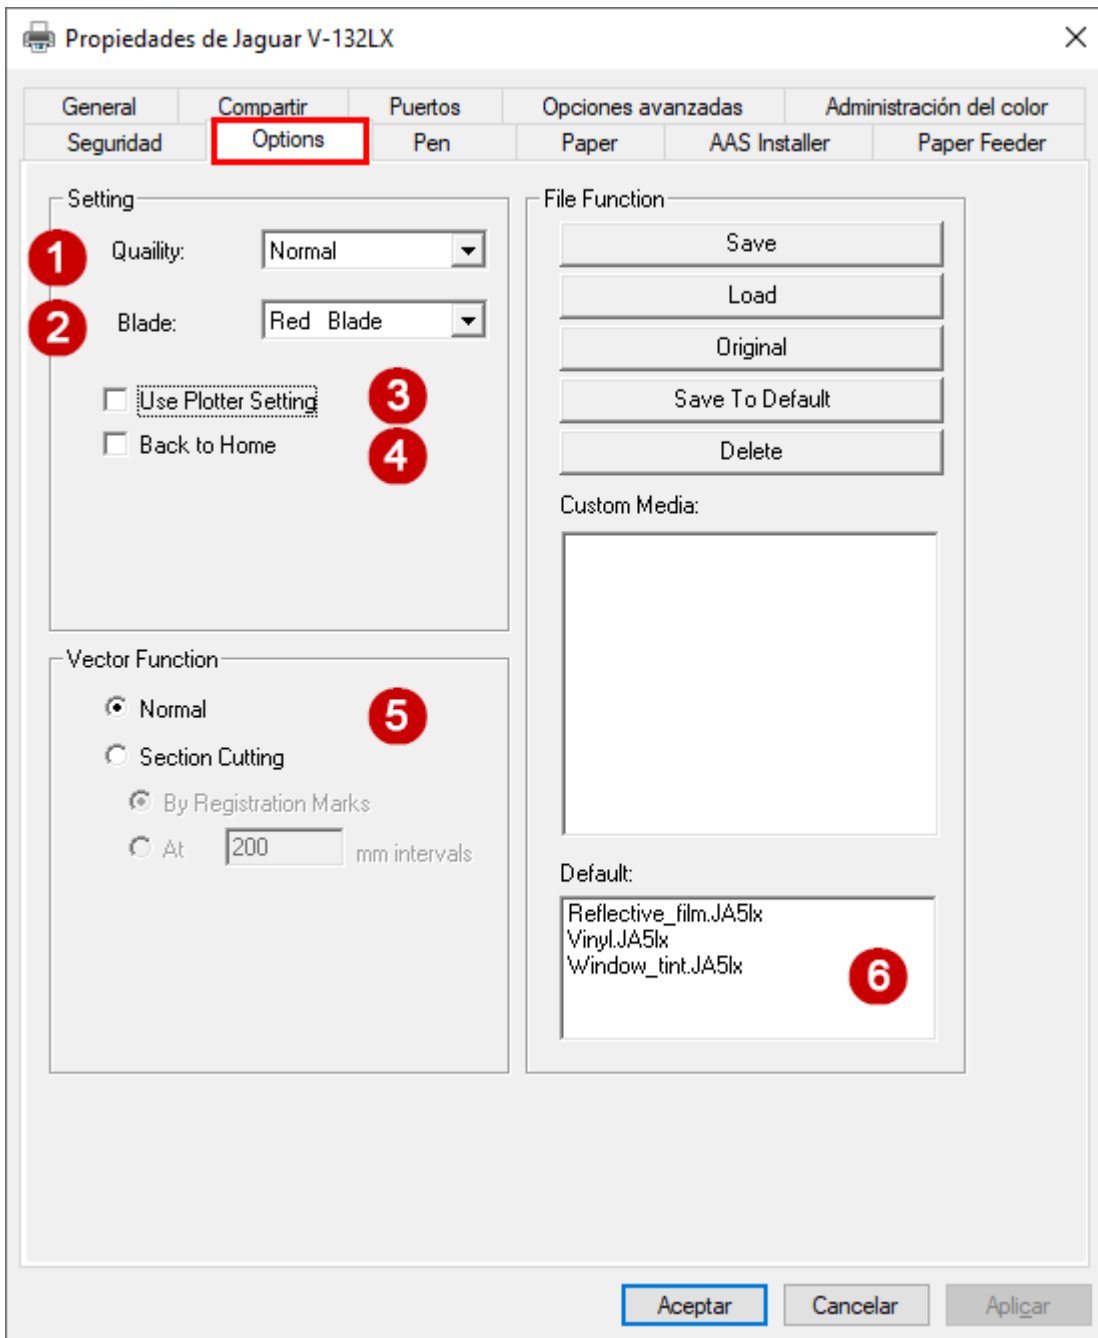 Propiedades de Jaguar V-132LX
General Compartir Puertos Opciones avanzadas Administración del color
Seguridad Options Pen Paper AAS Installer Paper Feeder
Setting
1 Quaility: Normal
2 Blade: Red Blade
Use Plotter Setting 3
Back to Home 4
Vector Function
Normal 5
Section Cutting
By Registration Marks
At 200 mm intervals
File Function
Save
Load
Original
Save To Default
Delete
Custom Media:
Default:
Reflective_film.JA5lx
Vinyl.JA5lx
Window_tint.JA5lx
6
Aceptar Cancelar Aplicar